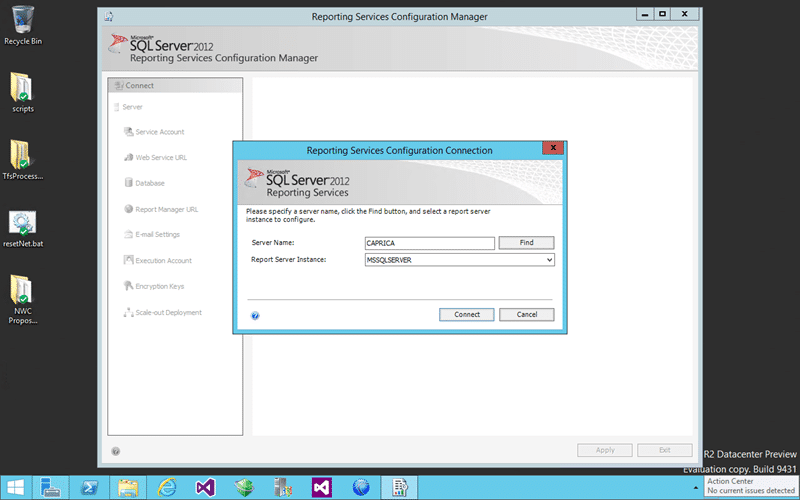 Reporting Services Configuration Manager
Recycle Bin
Microsoft
SQL Server 2012
Reporting Services Configuration Manager
scripts
TfsProcess...
resetNet.bat
NWC
Propos...
Connect
Server
Service Account
Web Service URL
Database
Report Manager URL
E-mail Settings
Execution Account
Encryption Keys
Scale-out Deployment
Reporting Services Configuration Connection
Microsoft
SQL Server 2012
Reporting Services
Please specify a server name, click the Find button, and select a report server
instance to configure.
Server Name:
CAPRICA
Find
Report Server Instance:
MSSQLSERVER
Connect
Cancel
Apply
Exit
R2 Datacenter Preview
Evaluation copy. Build 9431
Action Center
No current issues detected